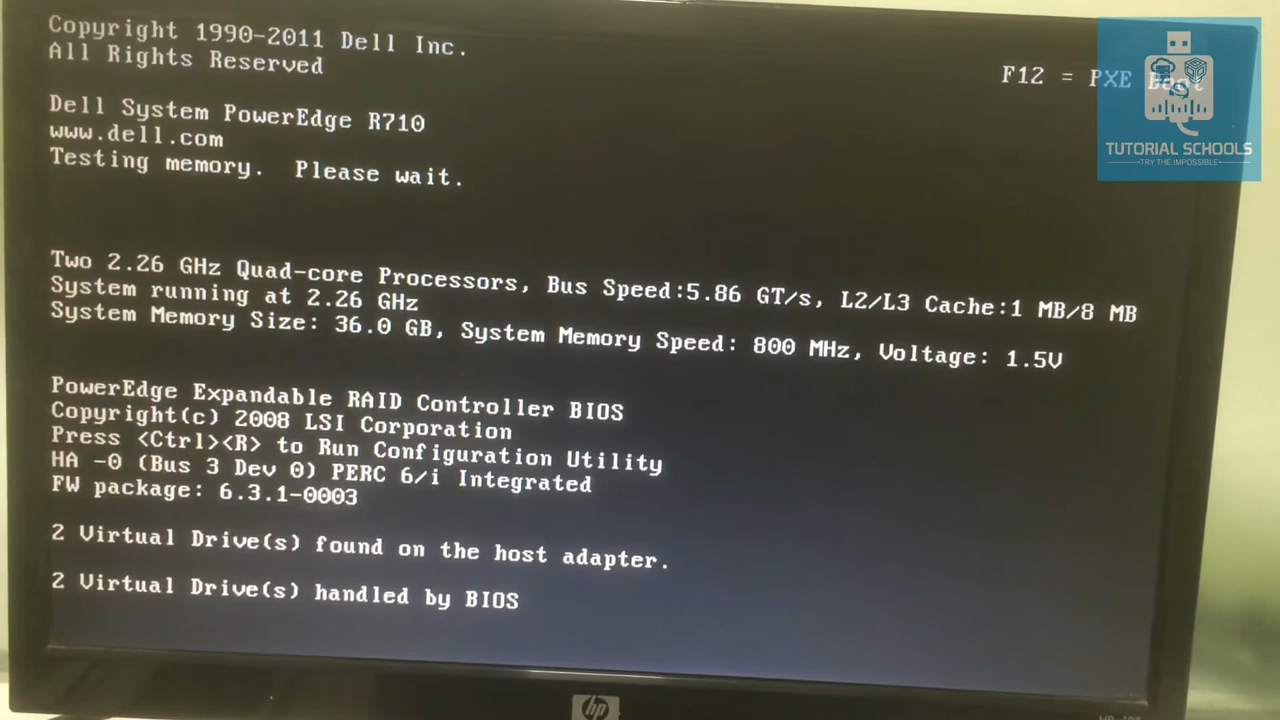 Copyright 1990-2011 Dell Inc.
All Rights Reserved
F12 = PXE Boot
Dell System PowerEdge R710
www.dell.com
Testing memory.  Please wait.
TUTORIAL SCHOOLS
TRY THE IMPOSSIBLE
Two 2.26 GHz Quad-core Processors, Bus Speed:5.86 GT/s, L2/L3 Cache:1 MB/8 MB
System running at 2.26 GHz
System Memory Size: 36.0 GB, System Memory Speed: 800 MHz, Voltage: 1.5V
PowerEdge Expandable RAID Controller BIOS
Copyright(c) 2008 LSI Corporation
Press <Ctrl><R> to Run Configuration Utility
HA -0 (Bus 3 Dev 0) PERC 6/i Integrated
FW package: 6.3.1-0003
2 Virtual Drive(s) found on the host adapter.
2 Virtual Drive(s) handled by BIOS
hp